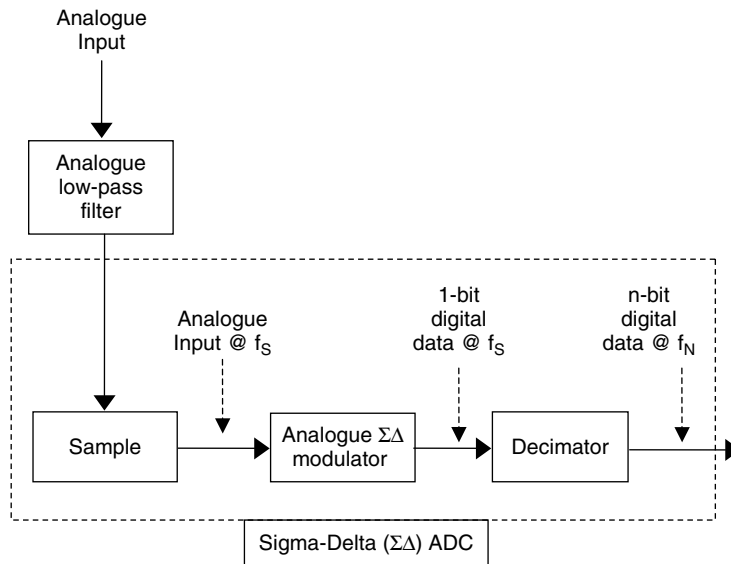 Analogue
Input
Analogue
low-pass
filter
Analogue
Input @ fS
1-bit
digital
data @ fS
n-bit
digital
data @ fN
Sample
Analogue ΣΔ
modulator
Decimator
Sigma-Delta (ΣΔ) ADC